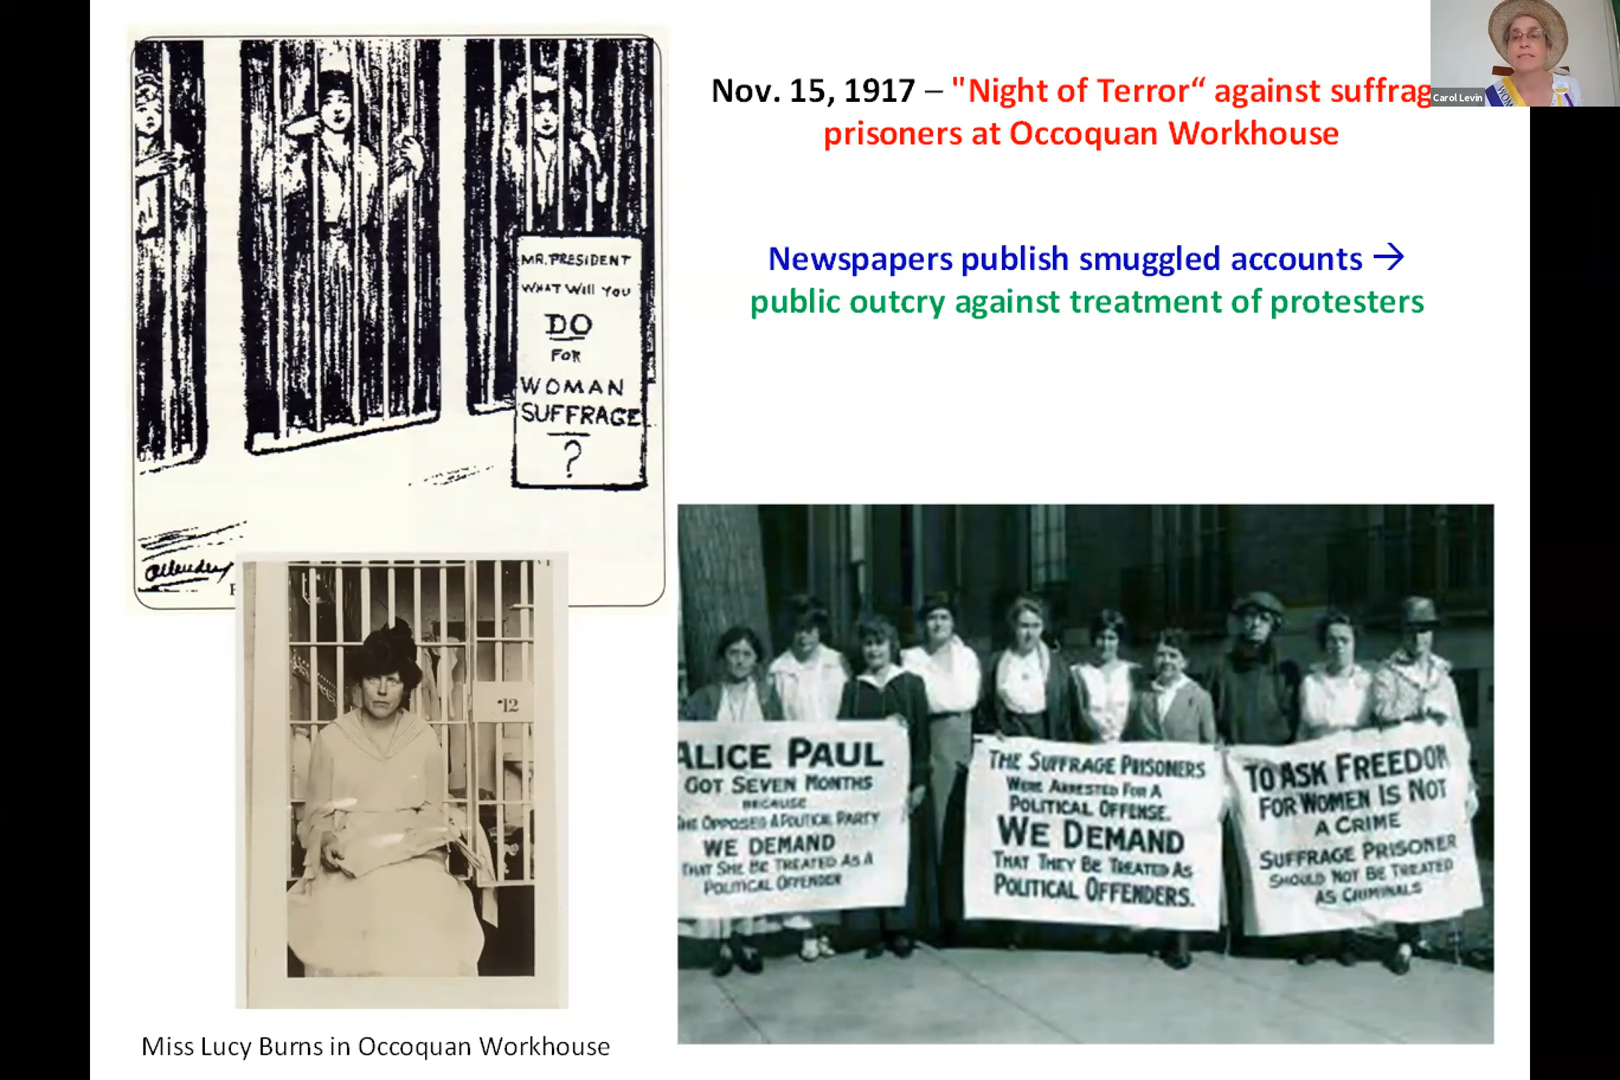 Nov. 15, 1917 – "Night of Terror“ against suffrag
prisoners at Occoquan Workhouse
Carol Levin
Newspapers publish smuggled accounts →
public outcry against treatment of protesters
MR. PRESIDENT
WHAT WILL YOU
DO
FOR
WOMAN
SUFFRAGE
?
Allender
12
Miss Lucy Burns in Occoquan Workhouse
ALICE PAUL
GOT SEVEN MONTHS
BECAUSE
SHE OPPOSED A POLITICAL PARTY
WE DEMAND
THAT SHE BE TREATED AS A
POLITICAL OFFENDER
THE SUFFRAGE PRISONERS
WERE ARRESTED FOR A
POLITICAL OFFENSE.
WE DEMAND
THAT THEY BE TREATED AS
POLITICAL OFFENDERS.
TO ASK FREEDOM
FOR WOMEN IS NOT
A CRIME
SUFFRAGE PRISONER
SHOULD NOT BE TREATED
AS CRIMINALS